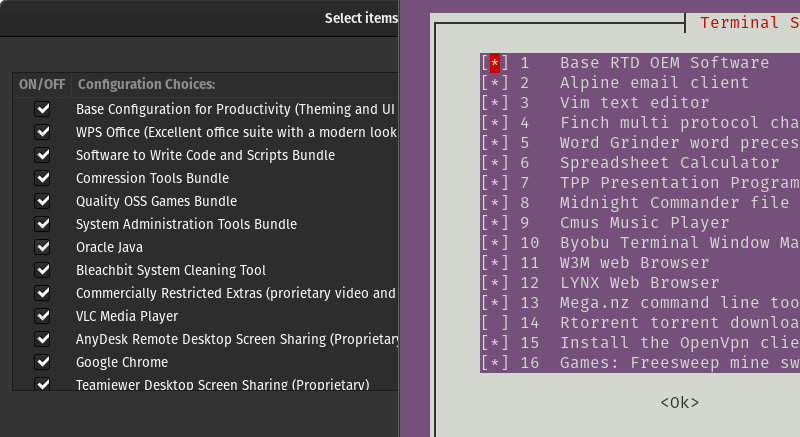 Select items
ON/OFF Configuration Choices:
Base Configuration for Productivity (Theming and UI
WPS Office (Excellent office suite with a modern look
Software to Write Code and Scripts Bundle
Comression Tools Bundle
Quality OSS Games Bundle
System Administration Tools Bundle
Oracle Java
Bleachbit System Cleaning Tool
Commercially Restricted Extras (prorietary video and
VLC Media Player
AnyDesk Remote Desktop Screen Sharing (Proprietary
Google Chrome
Teamiewer Desktop Screen Sharing (Proprietary)
Terminal S
[*] 1 Base RTD OEM Software
[*] 2 Alpine email client
[*] 3 Vim text editor
[*] 4 Finch multi protocol cha
[*] 5 Word Grinder word preces
[*] 6 Spreadsheet Calculator
[*] 7 TPP Presentation Program
[*] 8 Midnight Commander file
[*] 9 Cmus Music Player
[*] 10 Byobu Terminal Window Ma
[*] 11 W3M web Browser
[*] 12 LYNX Web Browser
[*] 13 Mega.nz command line too
[ ] 14 Rtorrent torrent downloa
[*] 15 Install the OpenVpn clie
[*] 16 Games: Freesweep mine sw
<Ok>